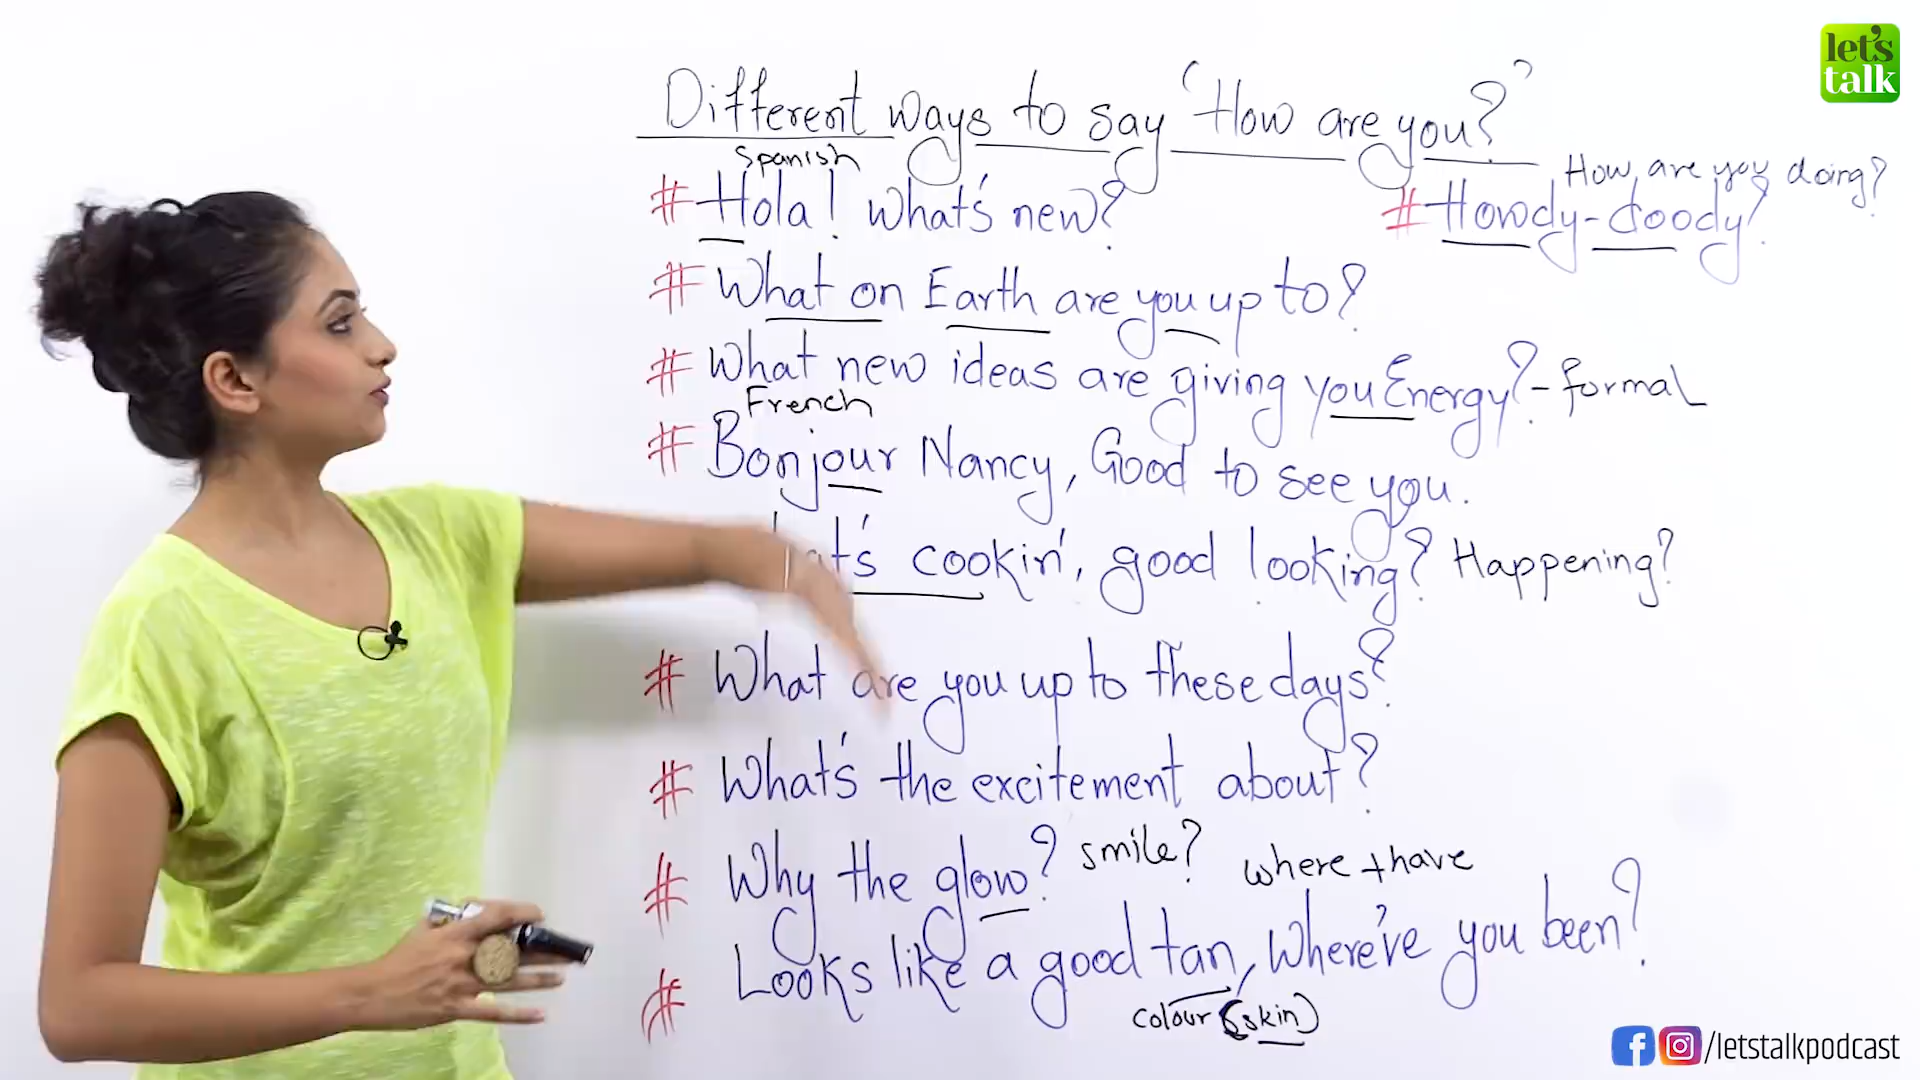 let's
talk
Different ways to say 'How are you?'
Spanish
# Hola! What's new?
How are you doing?
# Howdy-doody?
# What on Earth are you up to?
# What new ideas are giving you Energy? - formal
French
# Bonjour Nancy, Good to see you.
cookin', good looking? Happening?
# What are you up to these days?
# What's the excitement about?
# Why the glow? smile?
where + have
# Looks like a good tan, Where've you been?
colour (skin)
/letstalkpodcast